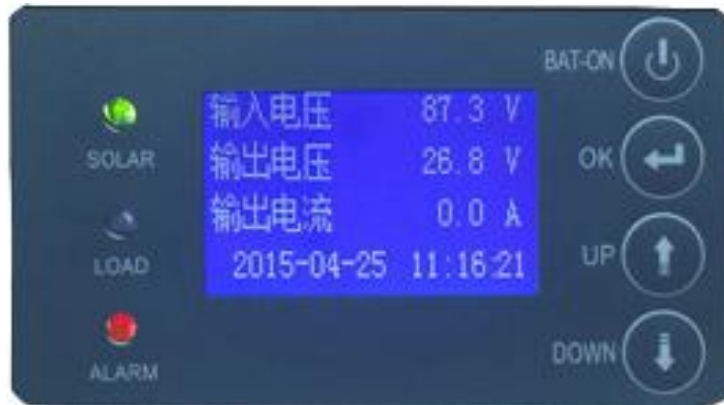 BAT-ON
输入电压 87.3 V
SOLAR
输出电压 26.8 V
OK
输出电流 0.0 A
LOAD
2015-04-25 11:16:21
UP
ALARM
DOWN